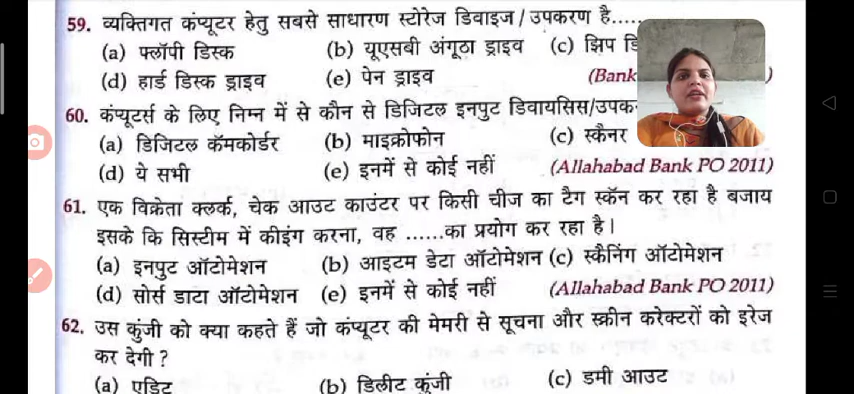 59. व्यक्तिगत कंप्यूटर हेतु सबसे साधारण स्टोरेज डिवाइज / उपकरण है.....
(a) फ्लॉपी डिस्क (b) यूएसबी अंगूठा ड्राइव (c) झिप
(d) हार्ड डिस्क ड्राइव (e) पेन ड्राइव (Bank
60. कंप्यूटर्स के लिए निम्न में से कौन से डिजिटल इनपुट डिवायसिस/उपक
(a) डिजिटल कॅमकोर्डर (b) माइक्रोफोन (c) स्कैनर
(d) ये सभी (e) इनमें से कोई नहीं (Allahabad Bank PO 2011)
61. एक विक्रेता क्लर्क, चेक आउट काउंटर पर किसी चीज का टैग स्कॅन कर रहा है बजाय
इसके कि सिस्टीम में कीइंग करना, वह ......का प्रयोग कर रहा है।
(a) इनपुट ऑटोमेशन (b) आइटम डेटा ऑटोमेशन (c) स्कैनिंग ऑटोमेशन
(d) सोर्स डाटा ऑटोमेशन (e) इनमें से कोई नहीं (Allahabad Bank PO 2011)
62. उस कुंजी को क्या कहते हैं जो कंप्यूटर की मेमरी से सूचना और स्क्रीन करेक्टरों को इरेज
कर देगी ?
(a) एडिट (b) डिलीट कुंजी (c) डमी आउट